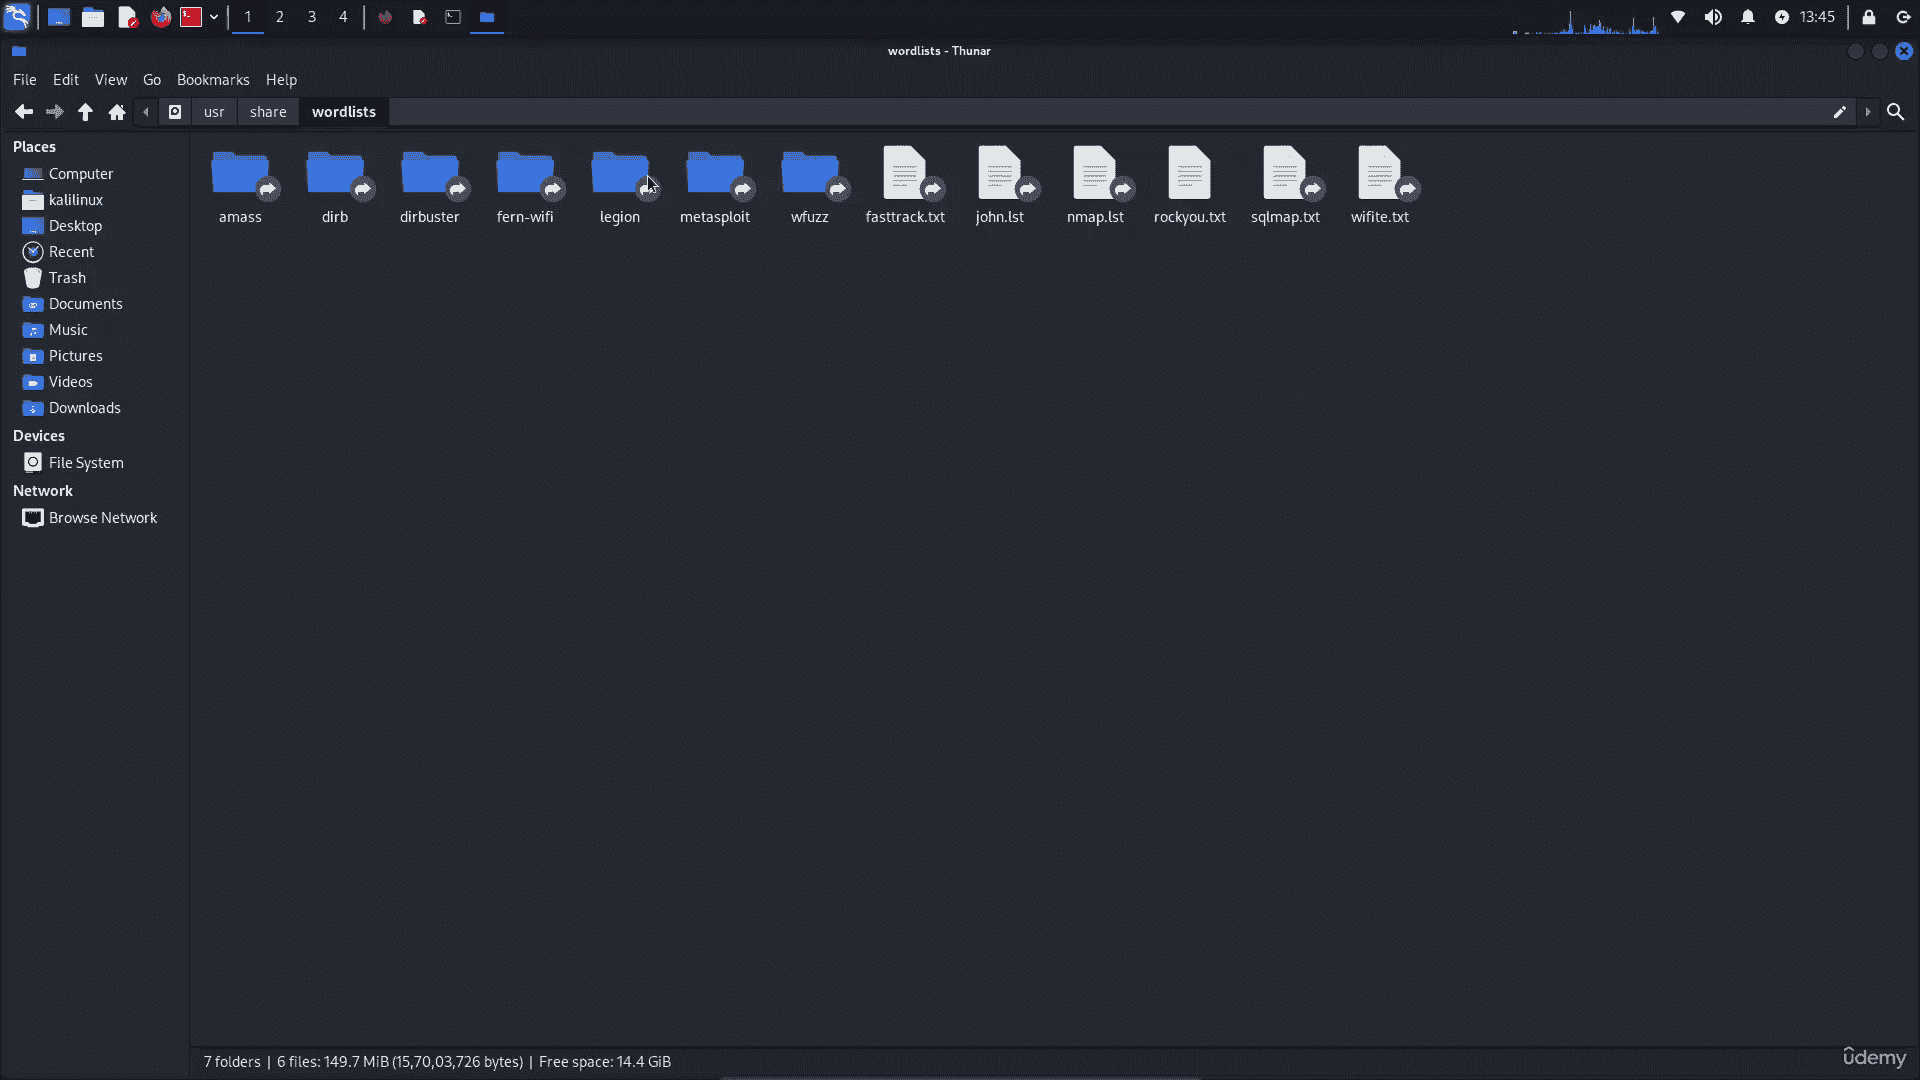 1 2 3 4 13:45
wordlists - Thunar
File Edit View Go Bookmarks Help
usr share wordlists
Places
Computer
kalilinux
Desktop
Recent
Trash
Documents
Music
Pictures
Videos
Downloads
Devices
File System
Network
Browse Network
amass dirb dirbuster fern-wifi legion metasploit wfuzz fasttrack.txt john.lst nmap.lst rockyou.txt sqlmap.txt wifite.txt
7 folders | 6 files: 149.7 MiB (15,70,03,726 bytes) | Free space: 14.4 GiB
ûdemy